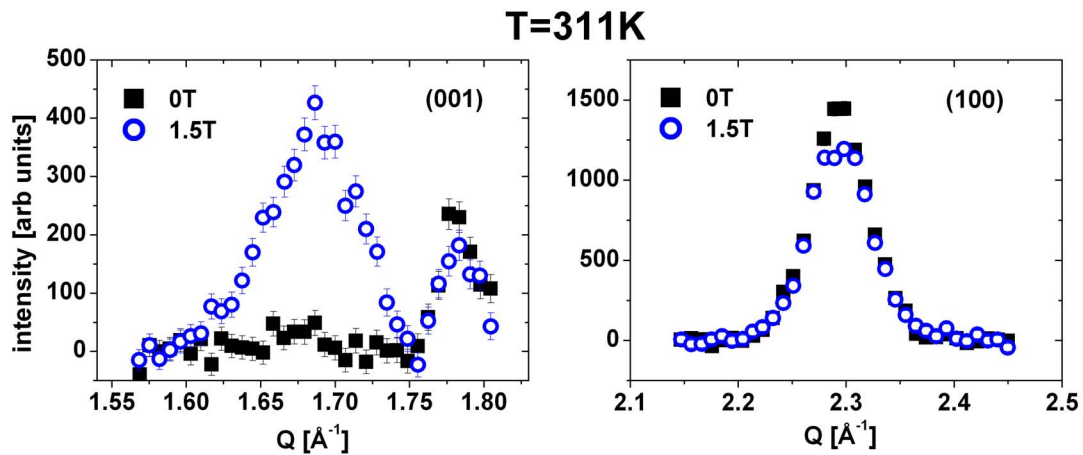 T=311K
500
400
300
200
100
0
intensity [arb units]
0T
1.5T
(001)
1.55
1.60
1.65
1.70
1.75
1.80
Q [Å⁻¹]
1500
1000
500
0
0T
1.5T
(100)
2.1
2.2
2.3
2.4
2.5
Q [Å⁻¹]